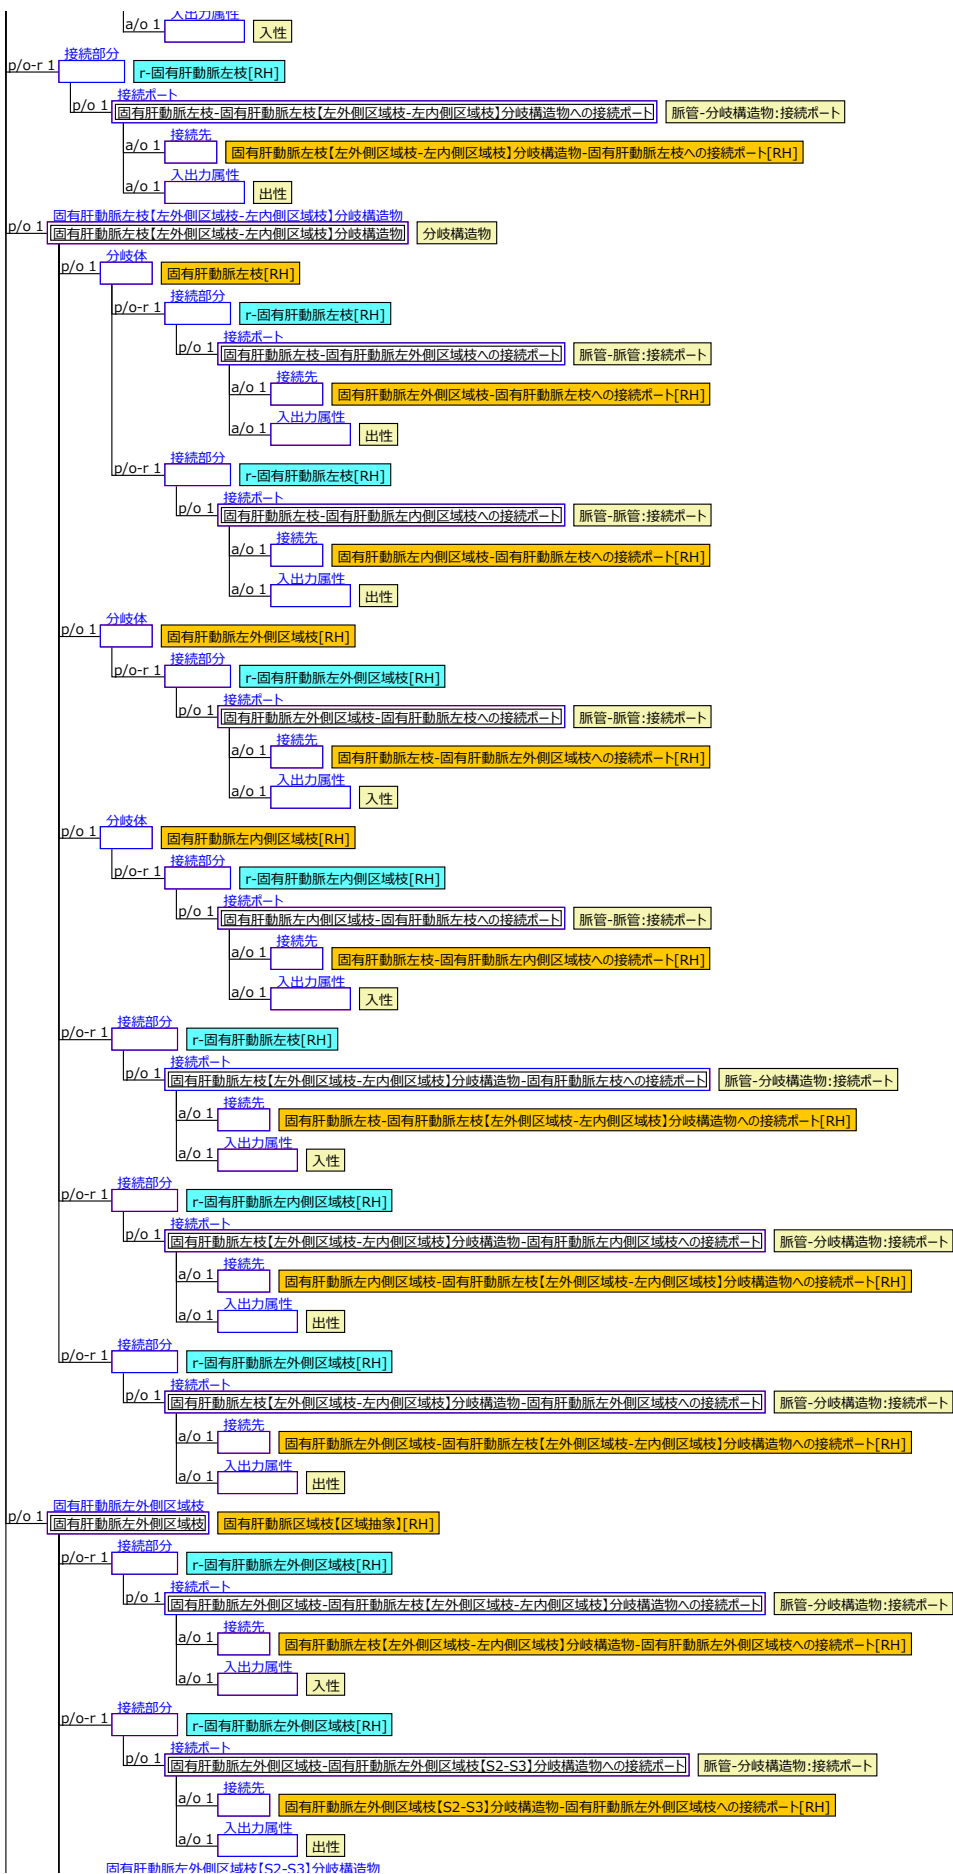 入出力属性
a/o 1 入性
接続部分
p/o-r 1 r-固有肝動脈左枝[RH]
接続ポート
p/o 1 固有肝動脈左枝-固有肝動脈左枝【左外側区域枝-左内側区域枝】分岐構造物への接続ポート 脈管-分岐構造物:接続ポート
接続先
a/o 1 固有肝動脈左枝【左外側区域枝-左内側区域枝】分岐構造物-固有肝動脈左枝への接続ポート[RH]
入出力属性
a/o 1 出性
固有肝動脈左枝【左外側区域枝-左内側区域枝】分岐構造物
p/o 1 固有肝動脈左枝【左外側区域枝-左内側区域枝】分岐構造物 分岐構造物
分岐体
p/o 1 固有肝動脈左枝[RH]
接続部分
p/o-r 1 r-固有肝動脈左枝[RH]
接続ポート
p/o 1 固有肝動脈左枝-固有肝動脈左外側区域枝への接続ポート 脈管-脈管:接続ポート
接続先
a/o 1 固有肝動脈左外側区域枝-固有肝動脈左枝への接続ポート[RH]
入出力属性
a/o 1 出性
接続部分
p/o-r 1 r-固有肝動脈左枝[RH]
接続ポート
p/o 1 固有肝動脈左枝-固有肝動脈左内側区域枝への接続ポート 脈管-脈管:接続ポート
接続先
a/o 1 固有肝動脈左内側区域枝-固有肝動脈左枝への接続ポート[RH]
入出力属性
a/o 1 出性
分岐体
p/o 1 固有肝動脈左外側区域枝[RH]
接続部分
p/o-r 1 r-固有肝動脈左外側区域枝[RH]
接続ポート
p/o 1 固有肝動脈左外側区域枝-固有肝動脈左枝への接続ポート 脈管-脈管:接続ポート
接続先
a/o 1 固有肝動脈左枝-固有肝動脈左外側区域枝への接続ポート[RH]
入出力属性
a/o 1 入性
分岐体
p/o 1 固有肝動脈左内側区域枝[RH]
接続部分
p/o-r 1 r-固有肝動脈左内側区域枝[RH]
接続ポート
p/o 1 固有肝動脈左内側区域枝-固有肝動脈左枝への接続ポート 脈管-脈管:接続ポート
接続先
a/o 1 固有肝動脈左枝-固有肝動脈左内側区域枝への接続ポート[RH]
入出力属性
a/o 1 入性
接続部分
p/o-r 1 r-固有肝動脈左枝[RH]
接続ポート
p/o 1 固有肝動脈左枝【左外側区域枝-左内側区域枝】分岐構造物-固有肝動脈左枝への接続ポート 脈管-分岐構造物:接続ポート
接続先
a/o 1 固有肝動脈左枝-固有肝動脈左枝【左外側区域枝-左内側区域枝】分岐構造物への接続ポート[RH]
入出力属性
a/o 1 入性
接続部分
p/o-r 1 r-固有肝動脈左内側区域枝[RH]
接続ポート
p/o 1 固有肝動脈左枝【左外側区域枝-左内側区域枝】分岐構造物-固有肝動脈左内側区域枝への接続ポート 脈管-分岐構造物:接続ポート
接続先
a/o 1 固有肝動脈左内側区域枝-固有肝動脈左枝【左外側区域枝-左内側区域枝】分岐構造物への接続ポート[RH]
入出力属性
a/o 1 出性
接続部分
p/o-r 1 r-固有肝動脈左外側区域枝[RH]
接続ポート
p/o 1 固有肝動脈左枝【左外側区域枝-左内側区域枝】分岐構造物-固有肝動脈左外側区域枝への接続ポート 脈管-分岐構造物:接続ポート
接続先
a/o 1 固有肝動脈左外側区域枝-固有肝動脈左枝【左外側区域枝-左内側区域枝】分岐構造物への接続ポート[RH]
入出力属性
a/o 1 出性
固有肝動脈左外側区域枝
p/o 1 固有肝動脈左外側区域枝 固有肝動脈区域枝【区域抽象】[RH]
接続部分
p/o-r 1 r-固有肝動脈左外側区域枝[RH]
接続ポート
p/o 1 固有肝動脈左外側区域枝-固有肝動脈左枝【左外側区域枝-左内側区域枝】分岐構造物への接続ポート 脈管-分岐構造物:接続ポート
接続先
a/o 1 固有肝動脈左枝【左外側区域枝-左内側区域枝】分岐構造物-固有肝動脈左外側区域枝への接続ポート[RH]
入出力属性
a/o 1 入性
接続部分
p/o-r 1 r-固有肝動脈左外側区域枝[RH]
接続ポート
p/o 1 固有肝動脈左外側区域枝-固有肝動脈左外側区域枝【S2-S3】分岐構造物への接続ポート 脈管-分岐構造物:接続ポート
接続先
a/o 1 固有肝動脈左外側区域枝【S2-S3】分岐構造物-固有肝動脈左外側区域枝への接続ポート[RH]
入出力属性
a/o 1 出性
固有肝動脈左外側区域枝【S2-S3】分岐構造物